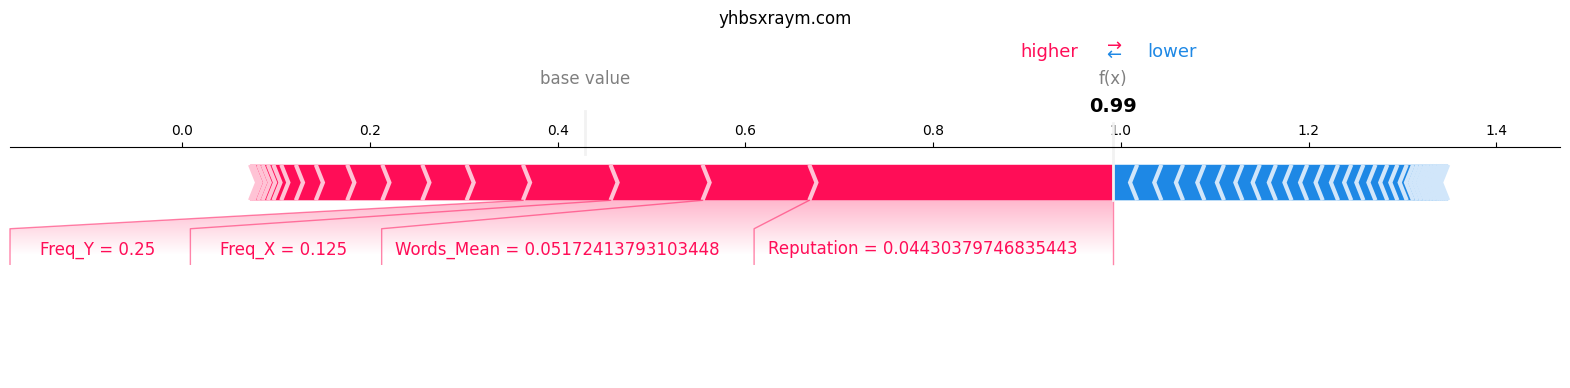 yhbsxraym.com
higher ⇄ lower
base value f(x)
0.99
0.0 0.2 0.4 0.6 0.8 1.0 1.2 1.4
Freq_Y = 0.25 Freq_X = 0.125 Words_Mean = 0.05172413793103448 Reputation = 0.04430379746835443